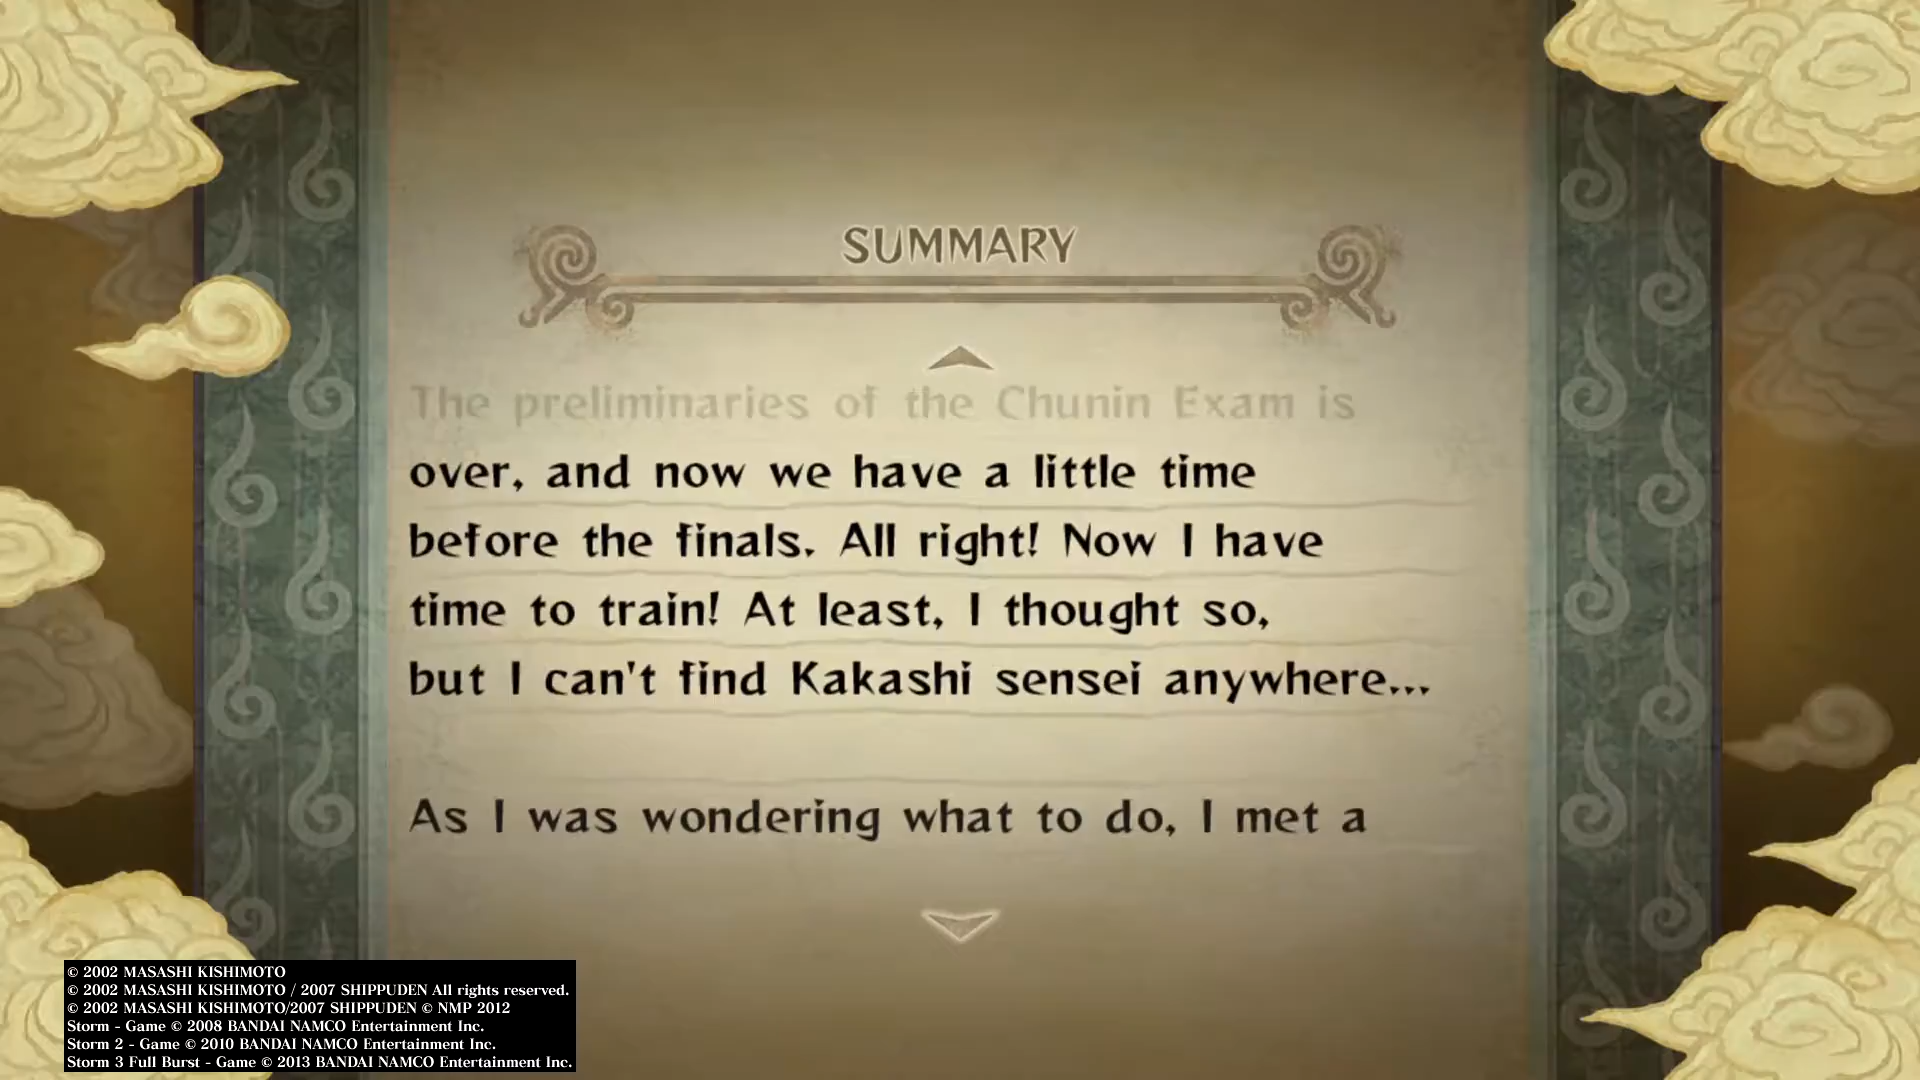 SUMMARY
The preliminaries of the Chunin Exam is
over, and now we have a little time
before the finals. All right! Now I have
time to train! At least, I thought so,
but I can't find Kakashi sensei anywhere...
As I was wondering what to do, I met a
© 2002 MASASHI KISHIMOTO
© 2002 MASASHI KISHIMOTO / 2007 SHIPPUDEN All rights reserved.
© 2002 MASASHI KISHIMOTO/2007 SHIPPUDEN © NMP 2012
Storm - Game © 2008 BANDAI NAMCO Entertainment Inc.
Storm 2 - Game © 2010 BANDAI NAMCO Entertainment Inc.
Storm 3 Full Burst - Game © 2013 BANDAI NAMCO Entertainment Inc.